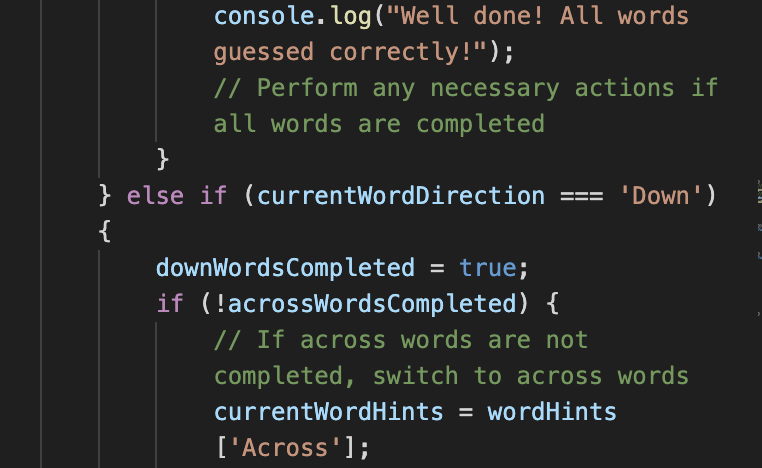 console.log("Well done! All words
guessed correctly!");
// Perform any necessary actions if
all words are completed
}
} else if (currentWordDirection === 'Down')
{
downWordsCompleted = true;
if (!acrossWordsCompleted) {
// If across words are not
completed, switch to across words
currentWordHints = wordHints
['Across'];